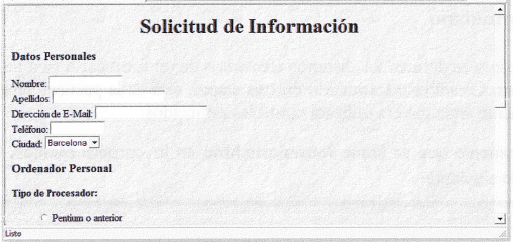 Solicitud de Información
Datos Personales
Nombre:
Apellidos:
Dirección de E-Mail:
Teléfono:
Ciudad: Barcelona
Ordenador Personal
Tipo de Procesador:
Pentium o anterior
Listo